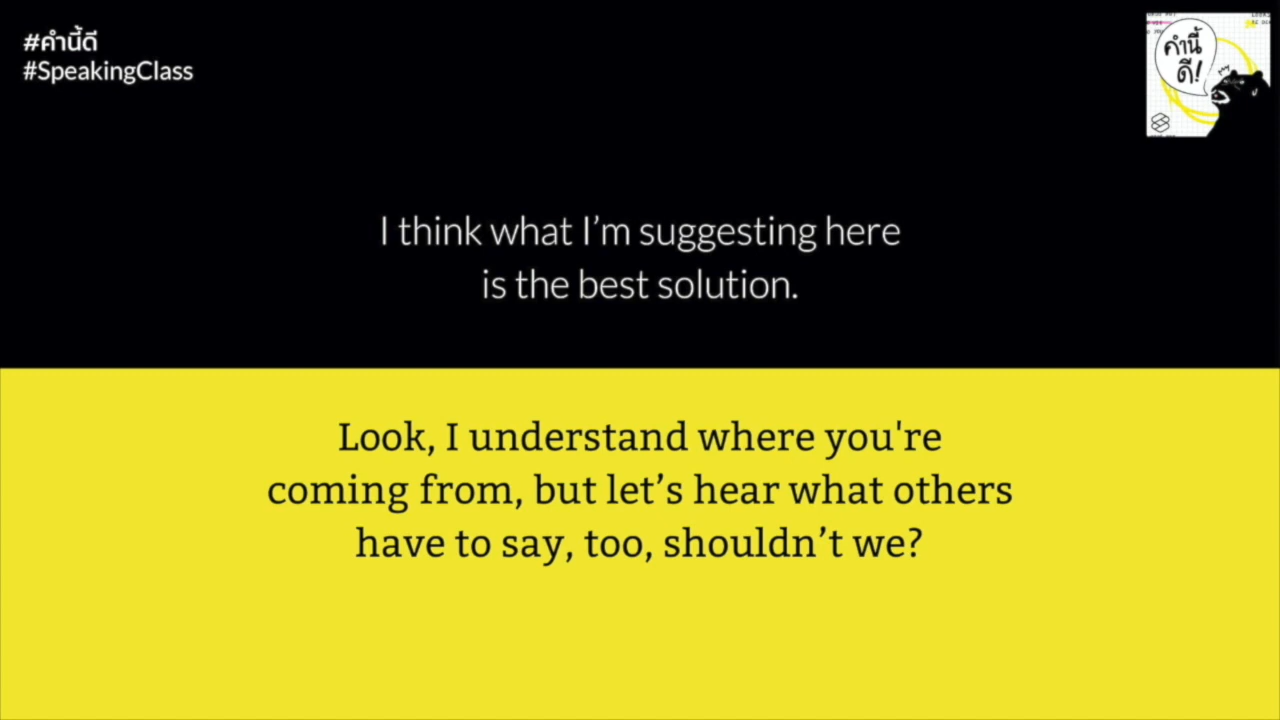 #คำนี้ดี
#SpeakingClass
คำนี้
ดี!
I think what I’m suggesting here
is the best solution.
Look, I understand where you're
coming from, but let’s hear what others
have to say, too, shouldn’t we?